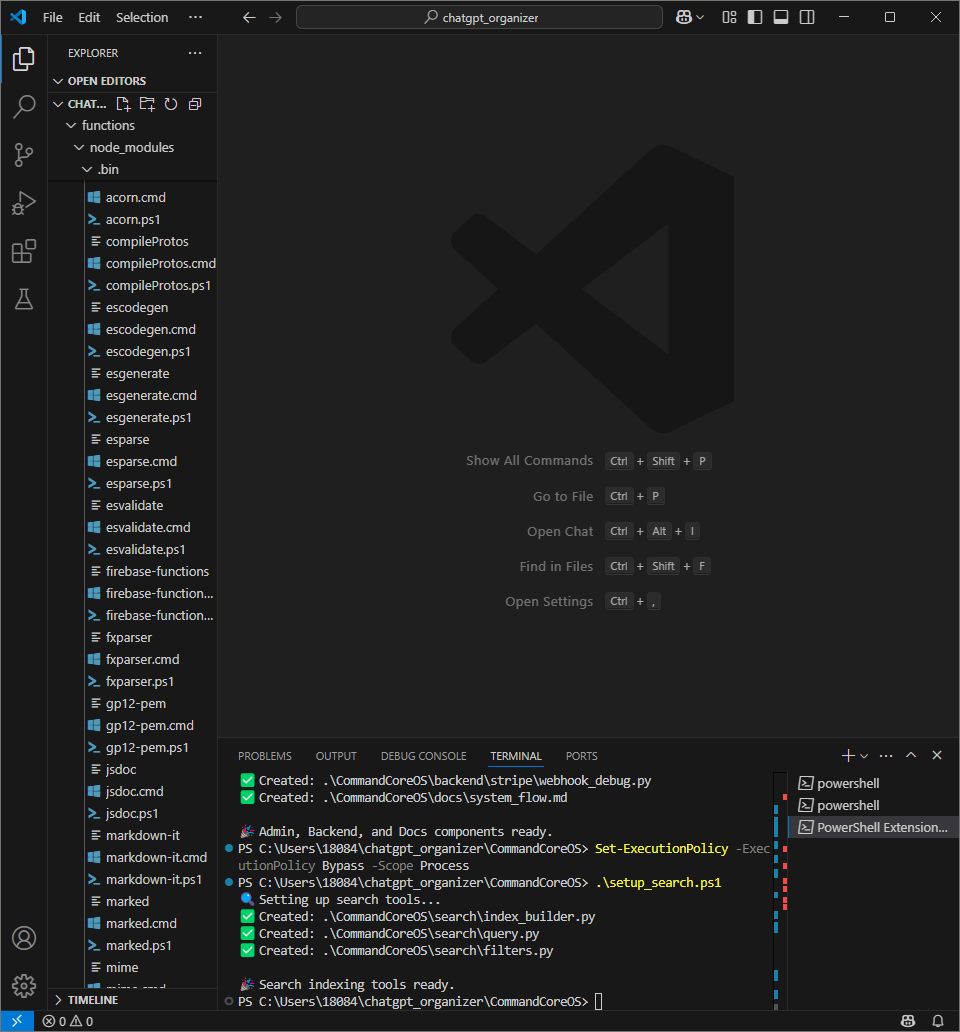 File Edit Selection ··· chatgpt_organizer
EXPLORER ···
OPEN EDITORS
CHAT...
functions
node_modules
.bin
acorn.cmd
acorn.ps1
compileProtos
compileProtos.cmd
compileProtos.ps1
escodegen
escodegen.cmd
escodegen.ps1
esgenerate
esgenerate.cmd
esgenerate.ps1
esparse
esparse.cmd
esparse.ps1
esvalidate
esvalidate.cmd
esvalidate.ps1
firebase-functions
firebase-function...
firebase-function...
fxparser
fxparser.cmd
fxparser.ps1
gp12-pem
gp12-pem.cmd
gp12-pem.ps1
jsdoc
jsdoc.cmd
jsdoc.ps1
markdown-it
markdown-it.cmd
markdown-it.ps1
marked
marked.cmd
marked.ps1
mime
mime.cmd
TIMELINE
Show All Commands Ctrl + Shift + P
Go to File Ctrl + P
Open Chat Ctrl + Alt + I
Find in Files Ctrl + Shift + F
Open Settings Ctrl + ,
PROBLEMS OUTPUT DEBUG CONSOLE TERMINAL PORTS
✅ Created: .\CommandCoreOS\backend\stripe\webhook_debug.py
✅ Created: .\CommandCoreOS\docs\system_flow.md
🎉 Admin, Backend, and Docs components ready.
PS C:\Users\18084\chatgpt_organizer\CommandCoreOS> Set-ExecutionPolicy -Exec
utionPolicy Bypass -Scope Process
PS C:\Users\18084\chatgpt_organizer\CommandCoreOS> .\setup_search.ps1
🔍 Setting up search tools...
✅ Created: .\CommandCoreOS\search\index_builder.py
✅ Created: .\CommandCoreOS\search\query.py
✅ Created: .\CommandCoreOS\search\filters.py
🎉 Search indexing tools ready.
PS C:\Users\18084\chatgpt_organizer\CommandCoreOS>
powershell
powershell
PowerShell Extension...
0 0